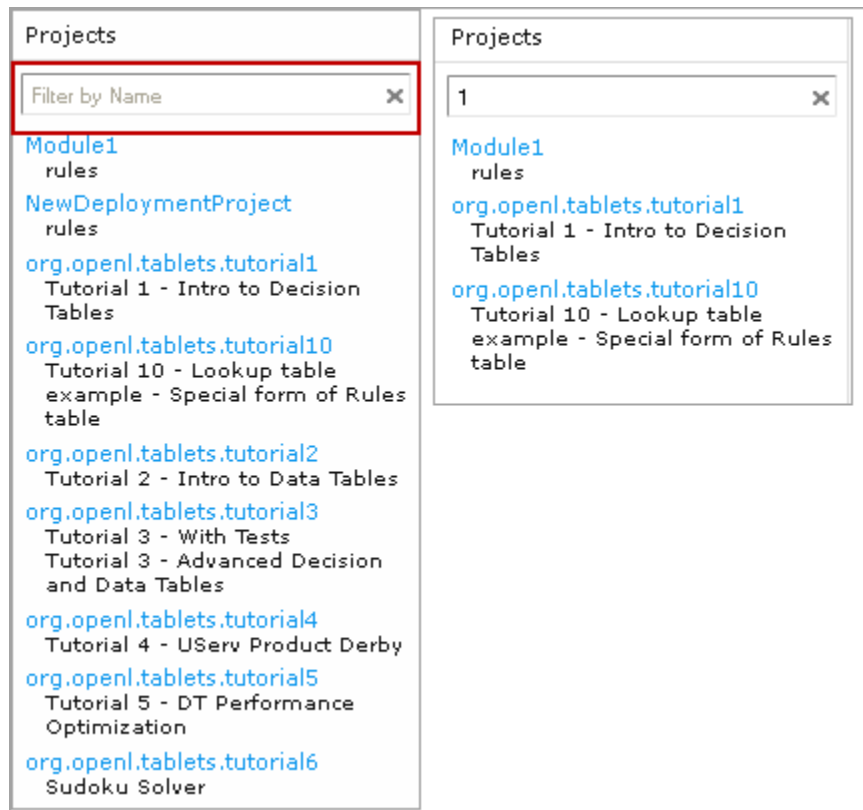 Projects
Filter by Name
Module1
rules
NewDeploymentProject
rules
org.openl.tablets.tutorial1
Tutorial 1 - Intro to Decision
Tables
org.openl.tablets.tutorial10
Tutorial 10 - Lookup table
example - Special form of Rules
table
org.openl.tablets.tutorial2
Tutorial 2 - Intro to Data Tables
org.openl.tablets.tutorial3
Tutorial 3 - With Tests
Tutorial 3 - Advanced Decision
and Data Tables
org.openl.tablets.tutorial4
Tutorial 4 - UServ Product Derby
org.openl.tablets.tutorial5
Tutorial 5 - DT Performance
Optimization
org.openl.tablets.tutorial6
Sudoku Solver
Projects
1
Module1
rules
org.openl.tablets.tutorial1
Tutorial 1 - Intro to Decision
Tables
org.openl.tablets.tutorial10
Tutorial 10 - Lookup table
example - Special form of Rules
table